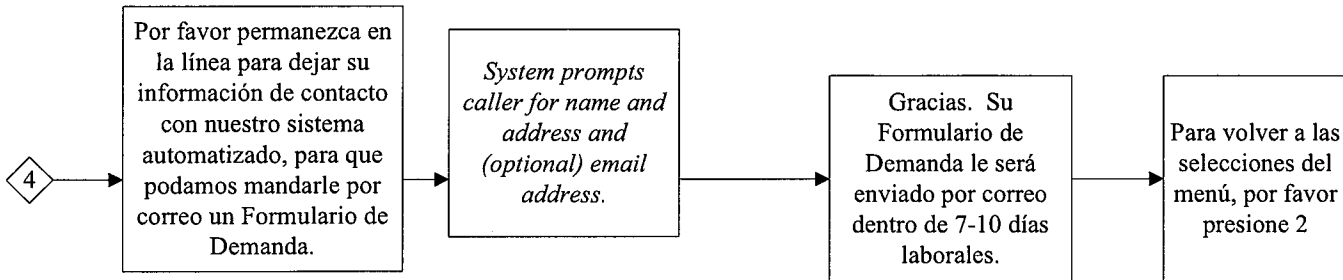 4
Por favor permanezca en
la línea para dejar su
información de contacto
con nuestro sistema
automatizado, para que
podamos mandarle por
correo un Formulario de
Demanda.
System prompts
caller for name and
address and
(optional) email
address.
Gracias. Su
Formulario de
Demanda le será
enviado por correo
dentro de 7-10 días
laborales.
Para volver a las
selecciones del
menú, por favor
presione 2